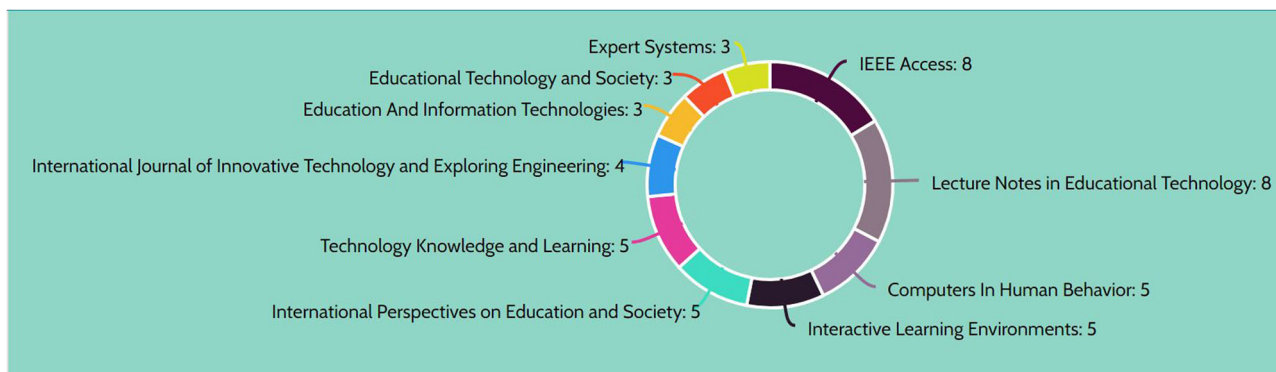 Expert Systems: 3
IEEE Access: 8
Educational Technology and Society: 3
Education And Information Technologies: 3
International Journal of Innovative Technology and Exploring Engineering: 4
Lecture Notes in Educational Technology: 8
Technology Knowledge and Learning: 5
Computers In Human Behavior: 5
International Perspectives on Education and Society: 5
Interactive Learning Environments: 5